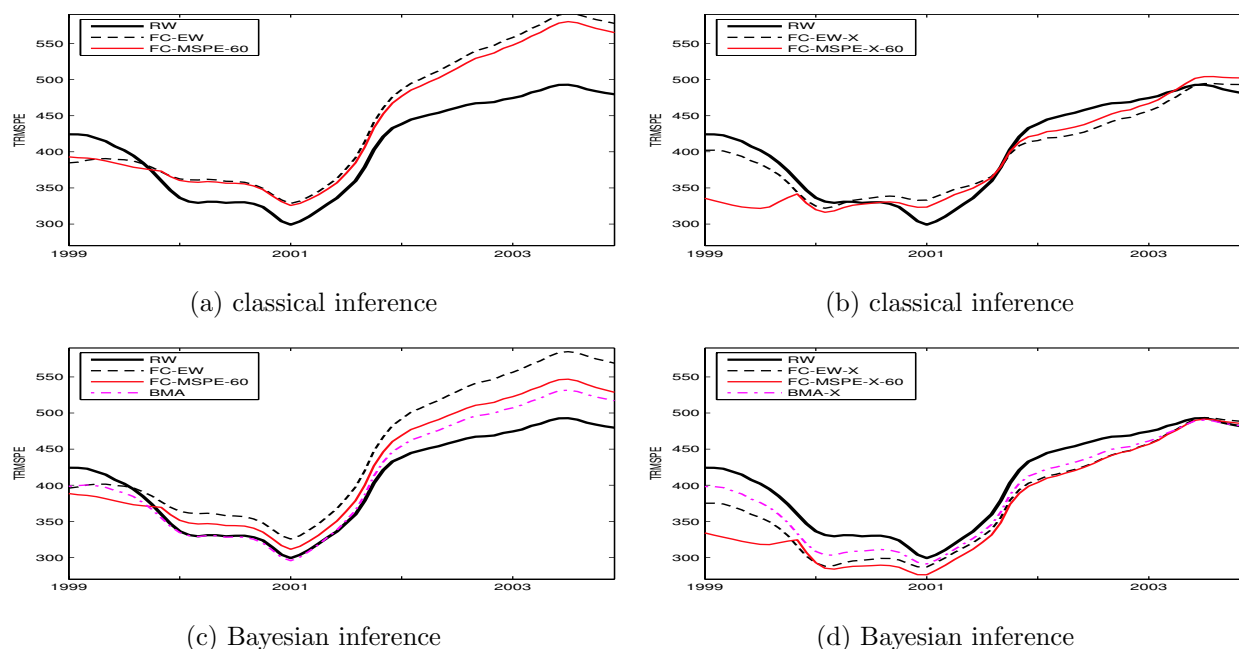 RW
FC-EW
FC-MSPE-60
550
500
450
400
350
300
TRMSPE
1999
2001
2003
(a) classical inference
RW
FC-EW-X
FC-MSPE-X-60
550
500
450
400
350
300
TRMSPE
1999
2001
2003
(b) classical inference
RW
FC-EW
FC-MSPE-60
BMA
550
500
450
400
350
300
TRMSPE
1999
2001
2003
(c) Bayesian inference
RW
FC-EW-X
FC-MSPE-X-60
BMA-X
550
500
450
400
350
300
TRMSPE
1999
2001
2003
(d) Bayesian inference